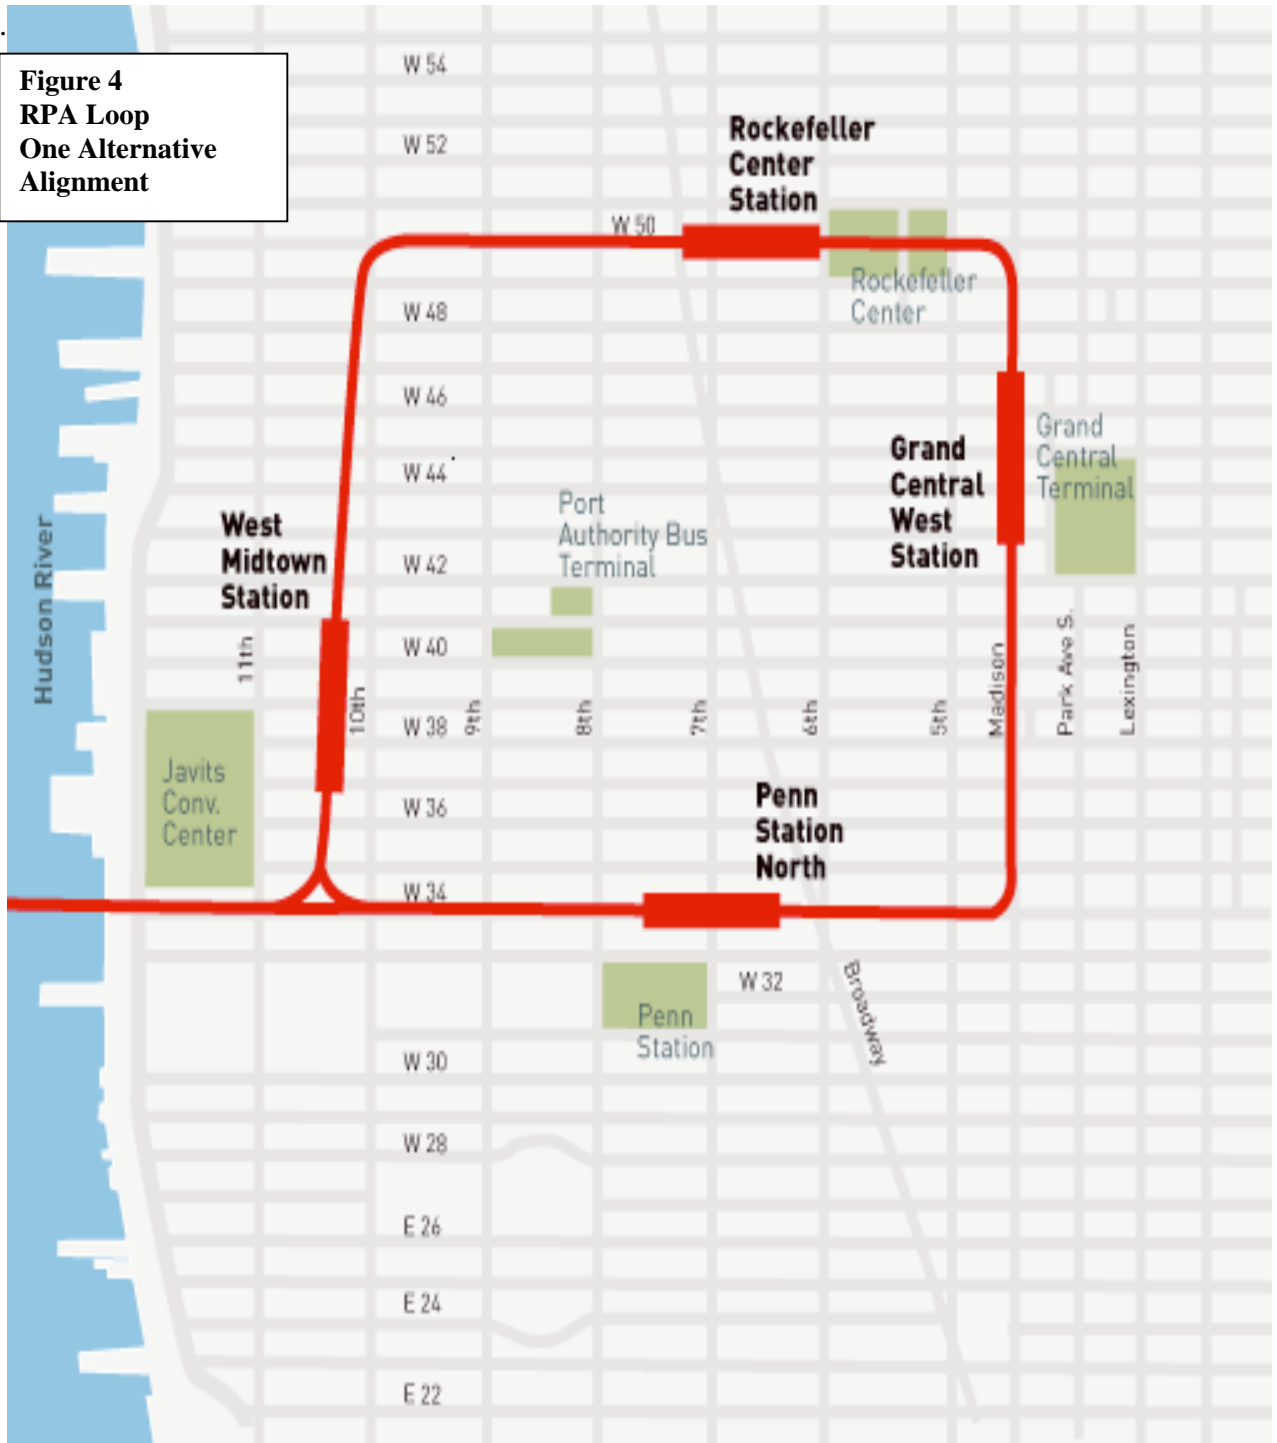 .
Figure 4
RPA Loop
One Alternative
Alignment
W 54
W 52
Rockefeller
Center
Station
W 50
Rockefeller
Center
W 48
W 46
W 44
Grand
Central
Terminal
Grand
Central
West
Station
Port
Authority Bus
Terminal
West
Midtown
Station
W 42
Hudson River
W 40
11th
10th
W 38
9th
8th
7th
6th
5th
Madison
Park Ave S.
Lexington
Javits
Conv.
Center
W 36
Penn
Station
North
W 34
W 32
Broadway
Penn
Station
W 30
W 28
E 26
E 24
E 22